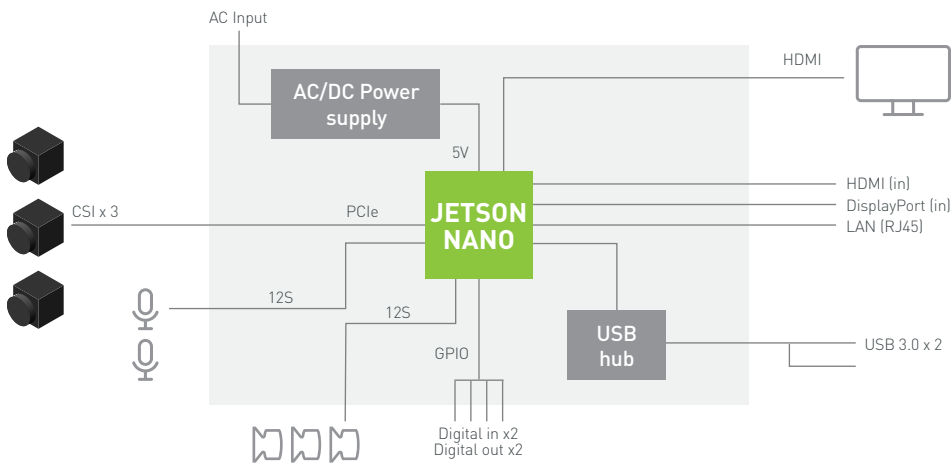 AC Input
HDMI
AC/DC Power
supply
5V
HDMI (in)
DisplayPort (in)
LAN (RJ45)
CSI x 3
PCIe
JETSON
NANO
12S
12S
GPIO
USB
hub
USB 3.0 x 2
Digital in x2
Digital out x2